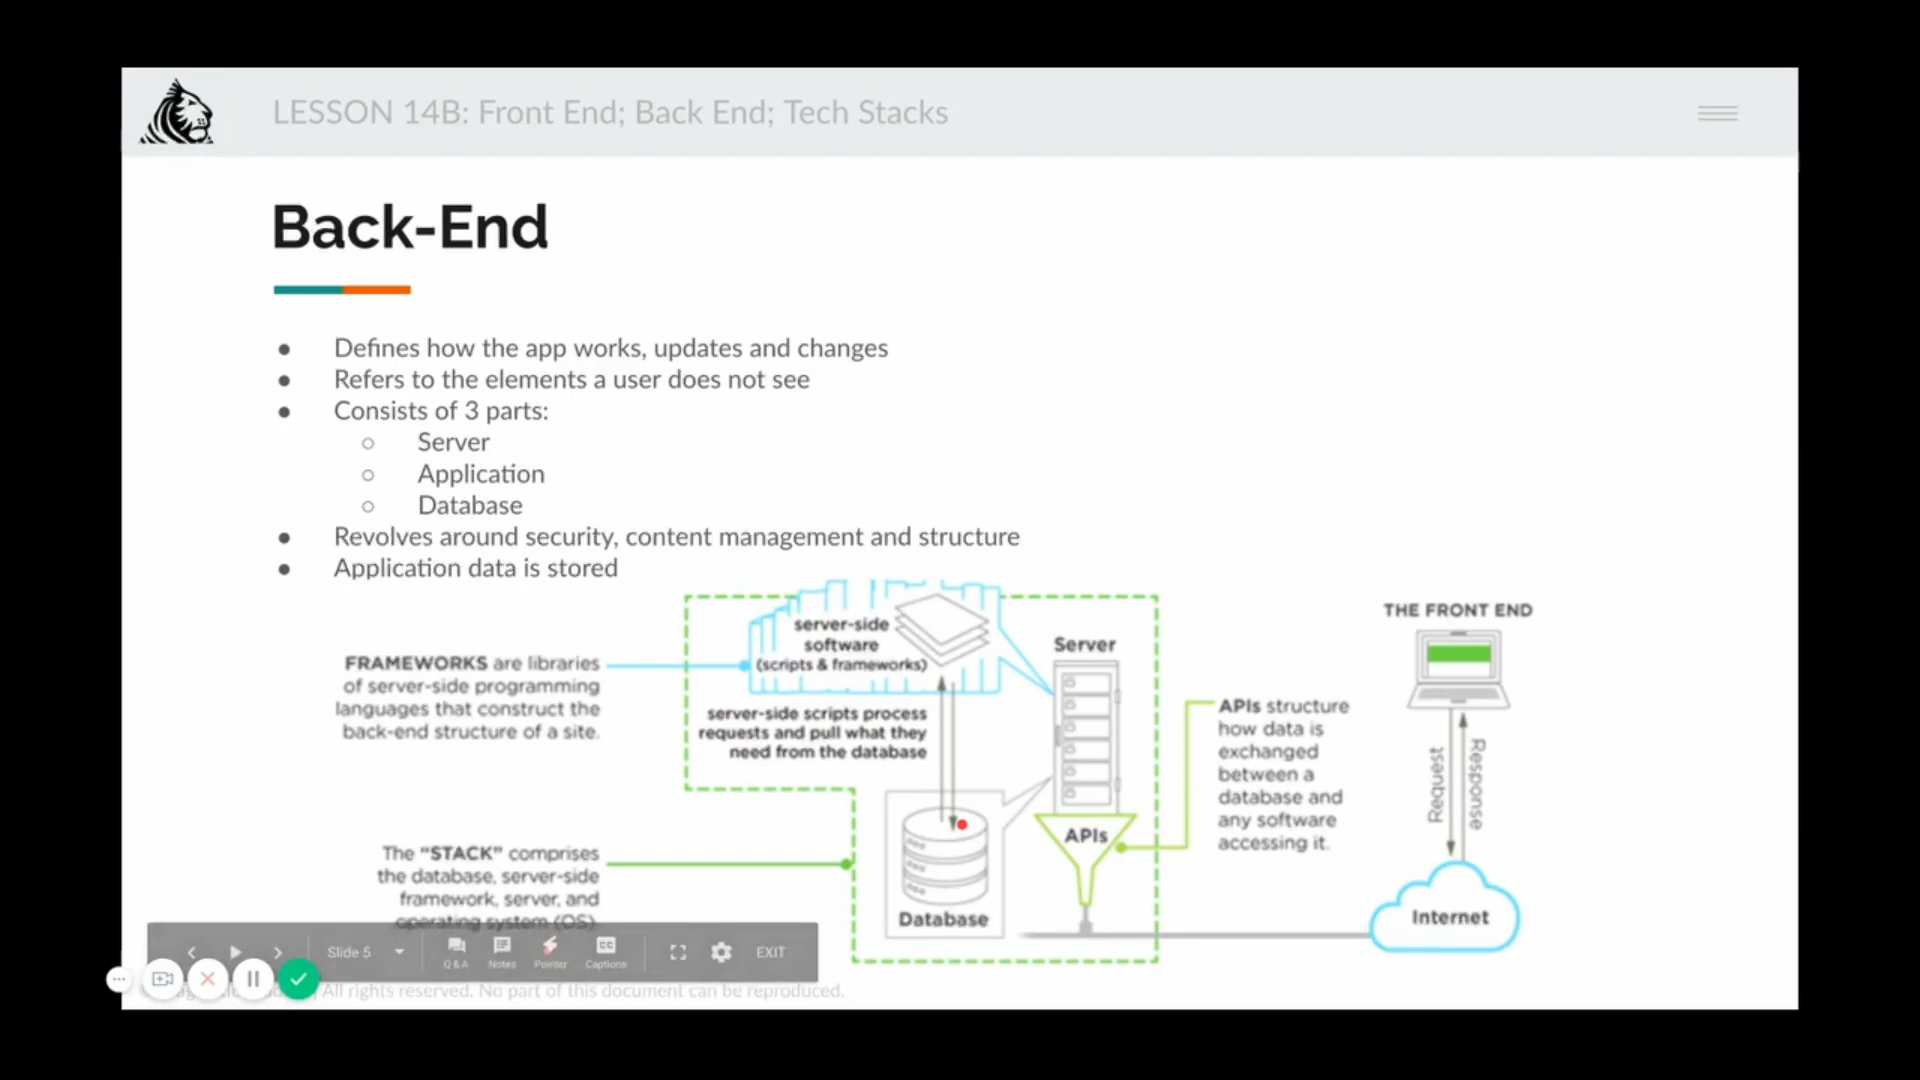 LESSON 14B: Front End; Back End; Tech Stacks
Back-End
● Defines how the app works, updates and changes
● Refers to the elements a user does not see
● Consists of 3 parts:
○ Server
○ Application
○ Database
● Revolves around security, content management and structure
● Application data is stored
FRAMEWORKS are libraries
of server-side programming
languages that construct the
back-end structure of a site.
The “STACK” comprises
the database, server-side
framework, server, and
operating system (OS).
server-side
software
(scripts & frameworks)
server-side scripts process
requests and pull what they
need from the database
Database
Server
APIs
APIs structure
how data is
exchanged
between a
database and
any software
accessing it.
THE FRONT END
Request
Response
Internet
Slide 5
Q & A
Notes
Pointer
CC
Captions
EXIT
All rights reserved. No part of this document can be reproduced.